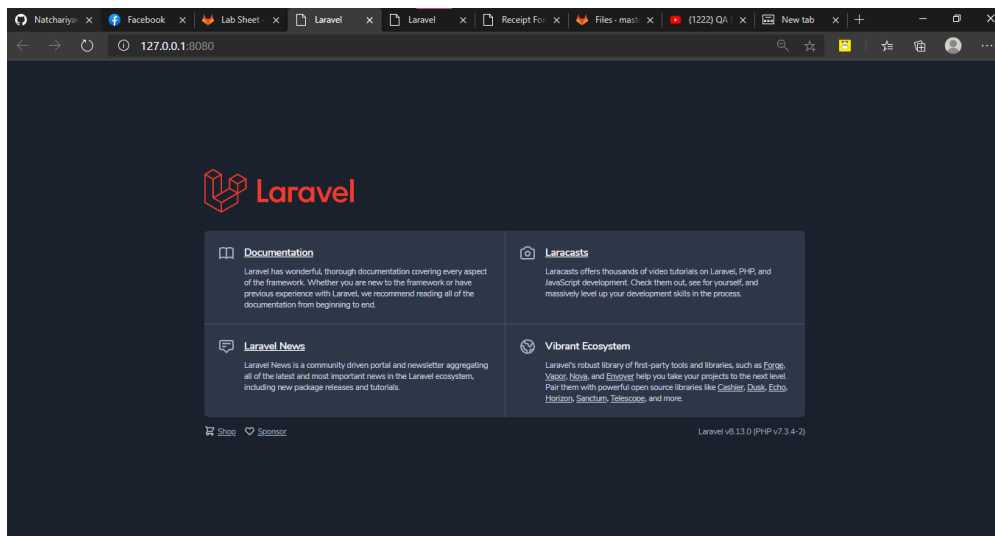 Natchariya
Facebook
Lab Sheet ·
Laravel
Laravel
Receipt For
Files · mast
(1222) QA
New tab
127.0.0.1:8080
Laravel
Documentation
Laravel has wonderful, thorough documentation covering every aspect
of the framework. Whether you are new to the framework or have
previous experience with Laravel, we recommend reading all of the
documentation from beginning to end.
Laracasts
Laracasts offers thousands of video tutorials on Laravel, PHP, and
JavaScript development. Check them out, see for yourself, and
massively level up your development skills in the process.
Laravel News
Laravel News is a community driven portal and newsletter aggregating
all of the latest and most important news in the Laravel ecosystem,
including new package releases and tutorials.
Vibrant Ecosystem
Laravel's robust library of first-party tools and libraries, such as Forge,
Vapor, Nova, and Envoyer help you take your projects to the next level.
Pair them with powerful open source libraries like Cashier, Dusk, Echo,
Horizon, Sanctum, Telescope, and more.
Shop
Sponsor
Laravel v8.13.0 (PHP v7.3.4-2)